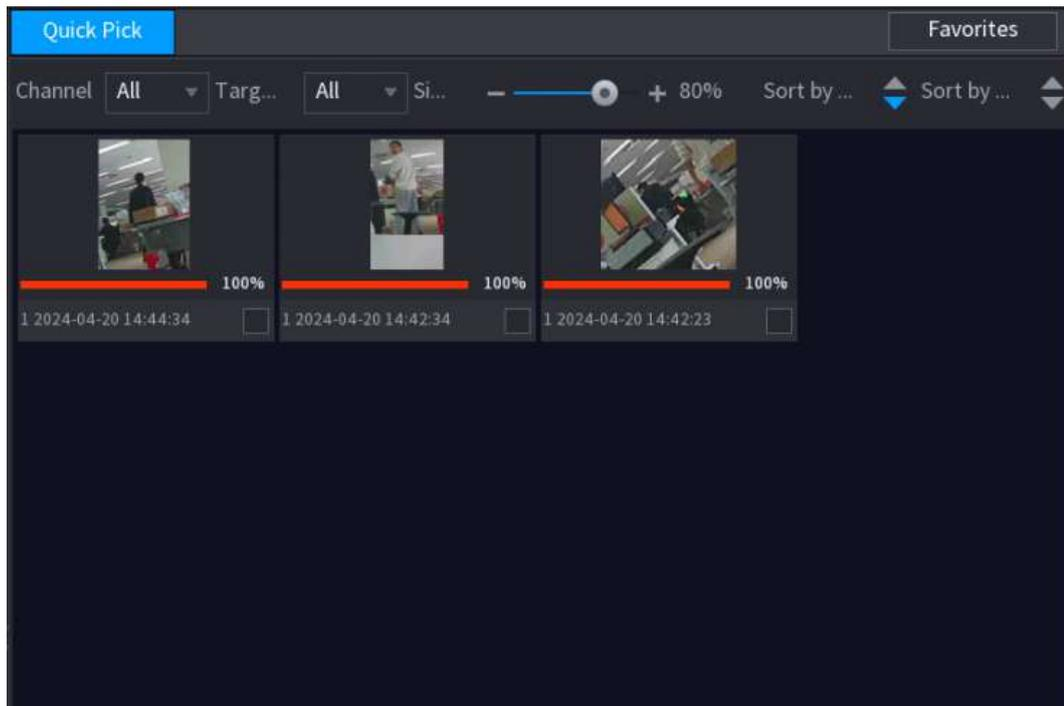 Quick Pick Favorites
Channel All Targ... All Si... 80% Sort by ... Sort by ...
100% 100% 100%
1 2024-04-20 14:44:34 1 2024-04-20 14:42:34 1 2024-04-20 14:42:23